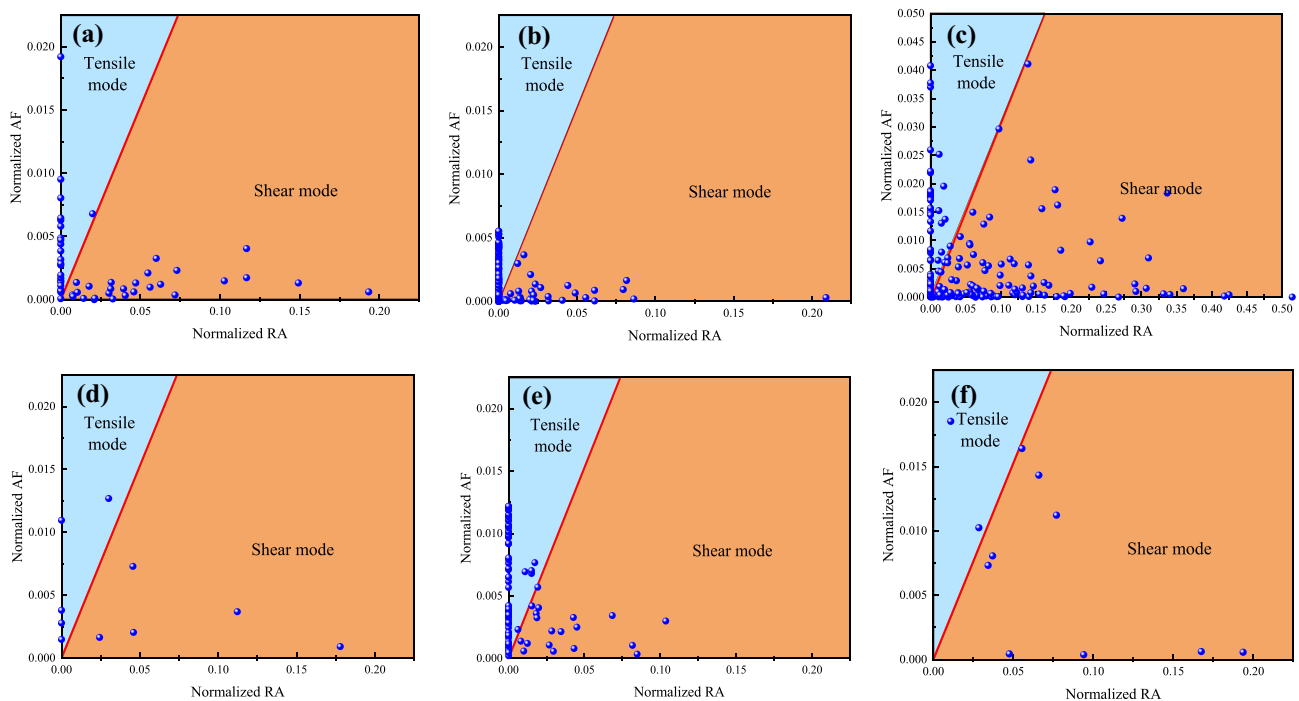 (a)
Tensile
mode
Shear mode
Normalized AF
0.020
0.015
0.010
0.005
0.000
0.00 0.05 0.10 0.15 0.20
Normalized RA
(b)
Tensile
mode
Shear mode
Normalized AF
0.020
0.015
0.010
0.005
0.000
0.00 0.05 0.10 0.15 0.20
Normalized RA
(c)
Tensile
mode
Shear mode
Normalized AF
0.050
0.045
0.040
0.035
0.030
0.025
0.020
0.015
0.010
0.005
0.000
0.00 0.05 0.10 0.15 0.20 0.25 0.30 0.35 0.40 0.45 0.50
Normalized RA
(d)
Tensile
mode
Shear mode
Normalized AF
0.020
0.015
0.010
0.005
0.000
0.00 0.05 0.10 0.15 0.20
Normalized RA
(e)
Tensile
mode
Shear mode
Normalized AF
0.020
0.015
0.010
0.005
0.000
0.00 0.05 0.10 0.15 0.20
Normalized RA
(f)
Tensile
mode
Shear mode
Normalized AF
0.020
0.015
0.010
0.005
0.000
0.00 0.05 0.10 0.15 0.20
Normalized RA